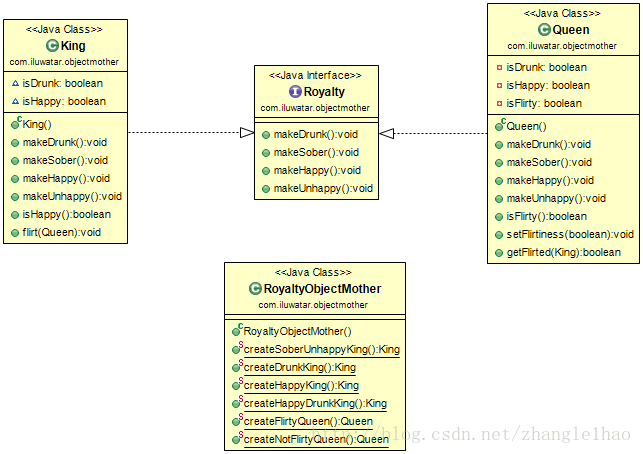 <<Java Class>>
King
com.iluwatar.objectmother
isDrunk: boolean
isHappy: boolean
King()
makeDrunk():void
makeSober():void
makeHappy():void
makeUnhappy():void
isHappy():boolean
flirt(Queen):void
<<Java Interface>>
Royalty
com.iluwatar.objectmother
makeDrunk():void
makeSober():void
makeHappy():void
makeUnhappy():void
<<Java Class>>
Queen
com.iluwatar.objectmother
isDrunk: boolean
isHappy: boolean
isFlirty: boolean
Queen()
makeDrunk():void
makeSober():void
makeHappy():void
makeUnhappy():void
isFlirty():boolean
setFlirtiness(boolean):void
getFlirted(King):boolean
<<Java Class>>
RoyaltyObjectMother
com.iluwatar.objectmother
RoyaltyObjectMother()
createSoberUnhappyKing():King
createDrunkKing():King
createHappyKing():King
createHappyDrunkKing():King
createFlirtyQueen():Queen
createNotFlirtyQueen():Queen
http://blog.csdn.net/zhangle1hao